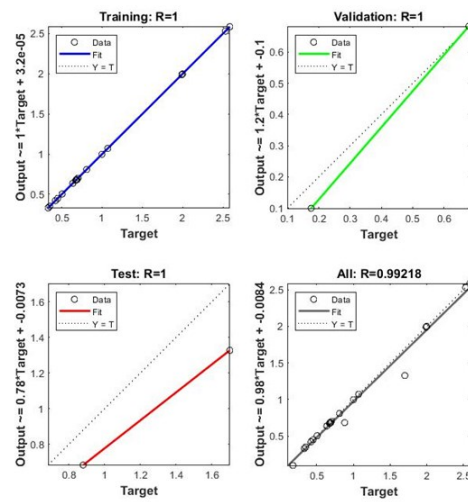 Training: R=1
Output ~= 1*Target + 3.2e-05
2.5
2
1.5
1
0.5
Data
Fit
Y = T
0.5 1 1.5 2 2.5
Target
Validation: R=1
Output ~= 1.2*Target + -0.1
0.6
0.5
0.4
0.3
0.2
0.1
Data
Fit
Y = T
0.1 0.2 0.3 0.4 0.5 0.6
Target
Test: R=1
Output ~= 0.78*Target + -0.0073
1.6
1.4
1.2
1
0.8
Data
Fit
Y = T
0.8 1 1.2 1.4 1.6
Target
All: R=0.99218
Output ~= 0.98*Target + -0.0084
2.5
2
1.5
1
0.5
Data
Fit
Y = T
0.5 1 1.5 2 2.5
Target